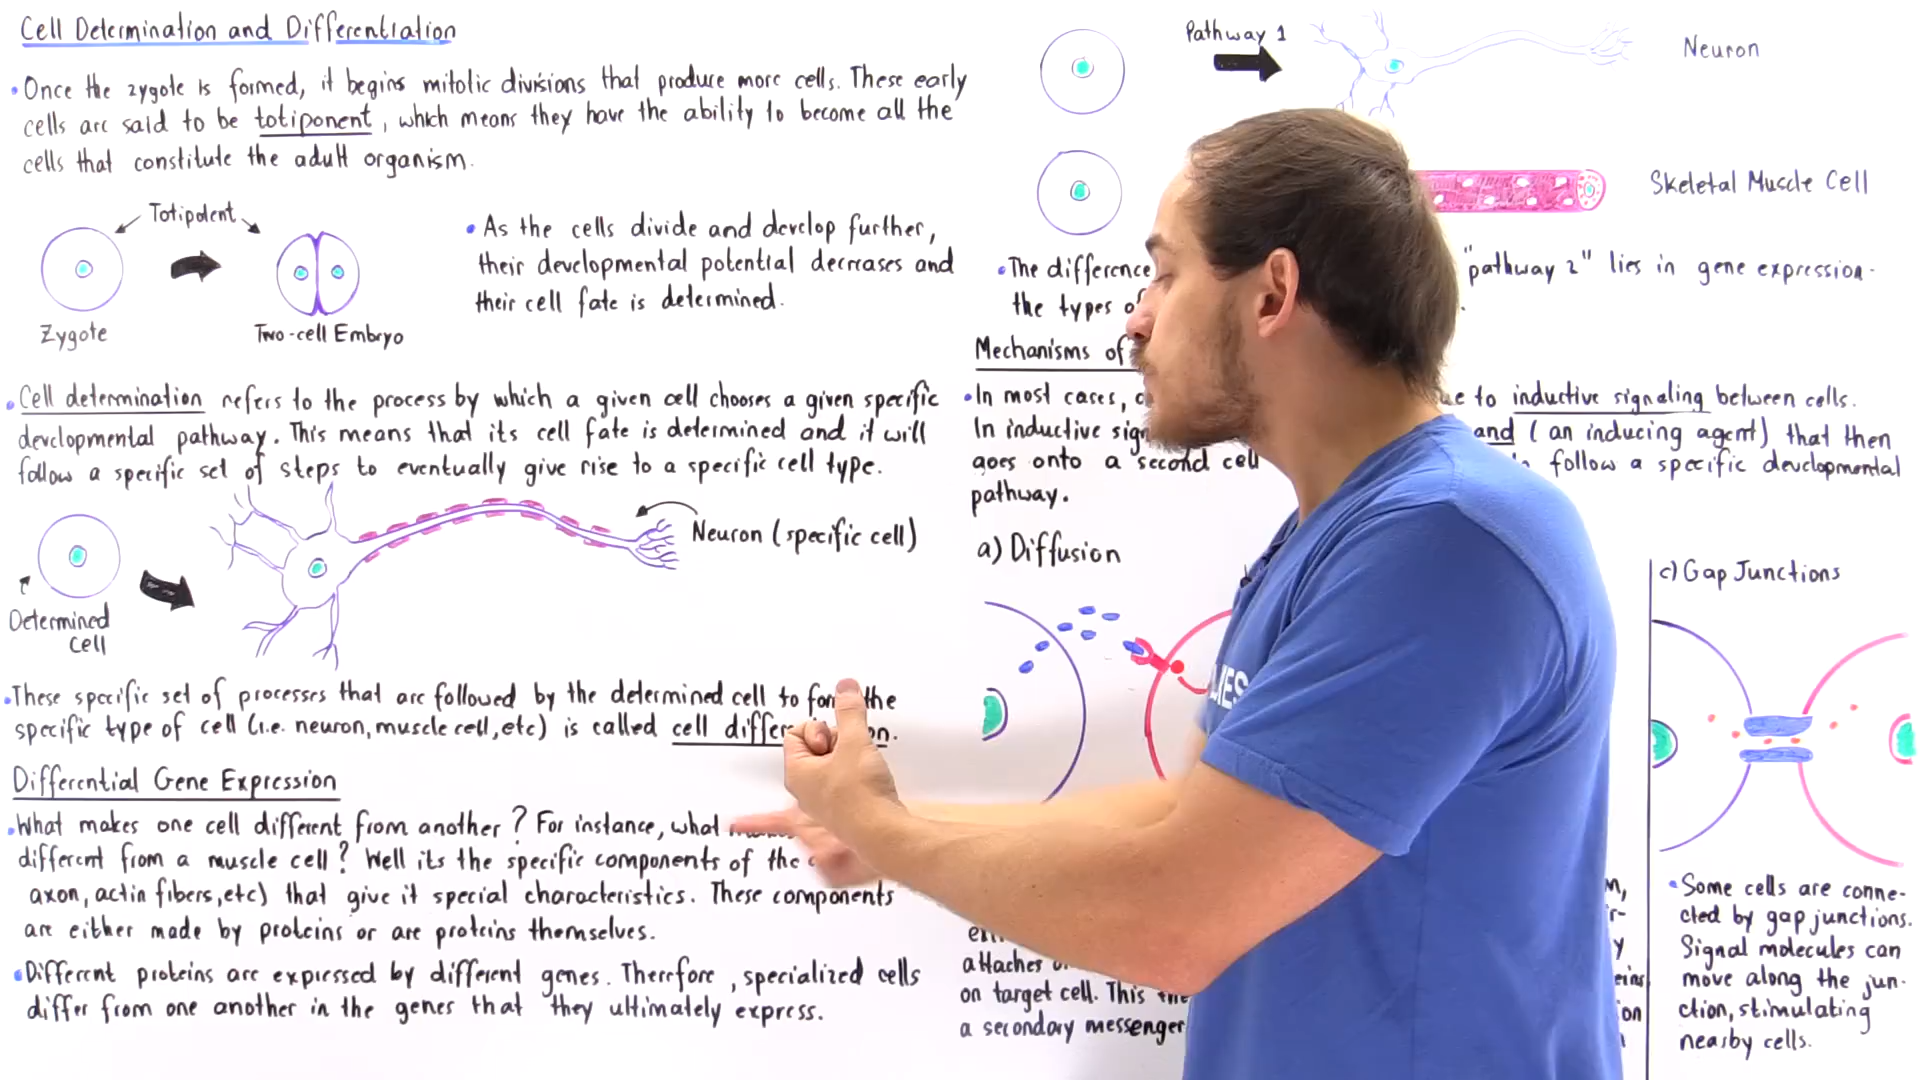 Cell Determination and Differentiation
• Once the zygote is formed, it begins mitotic divisions that produce more cells. These early
cells are said to be totiponent, which means they have the ability to become all the
cells that constitute the adult organism.
Totipotent
Zygote
Two-cell Embryo
• As the cells divide and develop further,
their developmental potential decreases and
their cell fate is determined.
• Cell determination refers to the process by which a given cell chooses a given specific
developmental pathway. This means that its cell fate is determined and it will
follow a specific set of steps to eventually give rise to a specific cell type.
Neuron (specific cell)
Determined
Cell
• These specific set of processes that are followed by the determined cell to the
specific type of cell (i.e. neuron, muscle cell, etc) is called cell
Differential Gene Expression
• What makes one cell different from another? For instance, what
different from a muscle cell? Well its the specific components of the
axon, actin fibers, etc) that give it special characteristics. These components
are either made by proteins or are proteins themselves.
• Different proteins are expressed by different genes. Therefore, specialized cells
differ from one another in the genes that they ultimately express.
Pathway 1
Neuron
Skeletal Muscle Cell
• The difference "pathway 2" lies in gene expression-
the types
Mechanisms of
• In most cases, to inductive signaling between cells.
In inductive (an inducing agent) that then
goes onto a second cell follow a specific developmental
pathway.
a) Diffusion
attaches
on target cell. This the
a secondary messenger
c) Gap Junctions
• Some cells are conne-
cted by gap junctions.
Signal molecules can
move along the jun-
ction, stimulating
nearby cells.